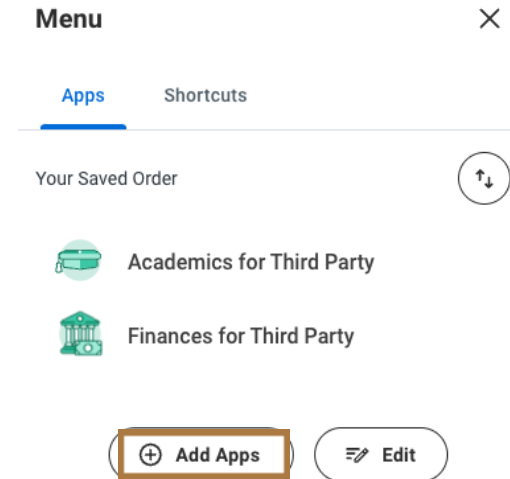 Menu
Apps Shortcuts
Your Saved Order
Academics for Third Party
Finances for Third Party
Add Apps Edit